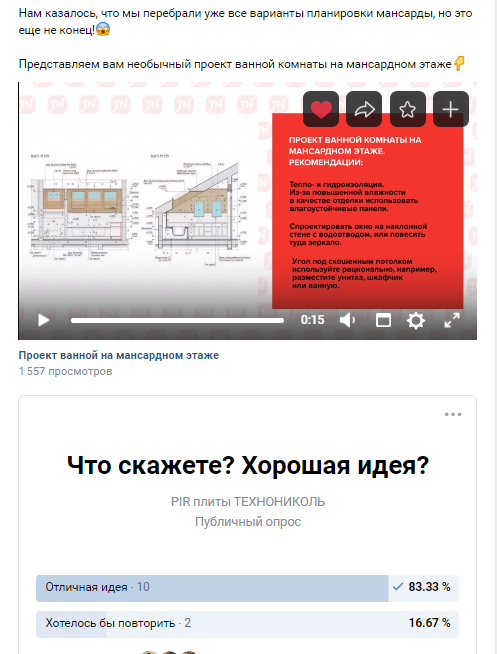 Нам казалось, что мы перебрали уже все варианты планировки мансарды, но это
еще не конец!😱
Представляем вам необычный проект ванной комнаты на мансардном этаже👇
ПРОЕКТ ВАННОЙ КОМНАТЫ НА
МАНСАРДНОМ ЭТАЖЕ.
РЕКОМЕНДАЦИИ:
Тепло- и гидроизоляция.
Из-за повышенной влажности
в качестве отделки использовать
влагоустойчивые панели.
Спроектировать окно на наклонной
стене с водоотводом, или повесить
туда зеркало.
Угол под скошенным потолком
используйте рационально, например,
разместите унитаз, шкафчик
или ванную.
0:15
Проект ванной на мансардном этаже
1 557 просмотров
Что скажете? Хорошая идея?
PIR плиты ТЕХНОНИКОЛЬ
Публичный опрос
Отличная идея · 10 83.33 %
Хотелось бы повторить · 2 16.67 %